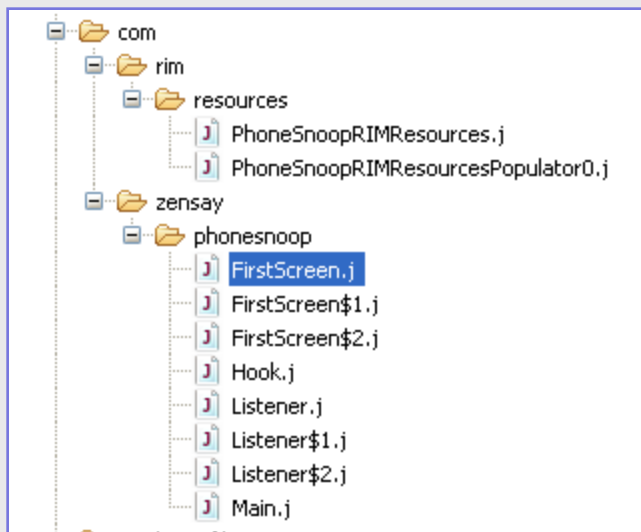 com
rim
resources
PhoneSnoopRIMResources.j
PhoneSnoopRIMResourcesPopulator0.j
zensay
phonesnoop
FirstScreen.j
FirstScreen$1.j
FirstScreen$2.j
Hook.j
Listener.j
Listener$1.j
Listener$2.j
Main.j